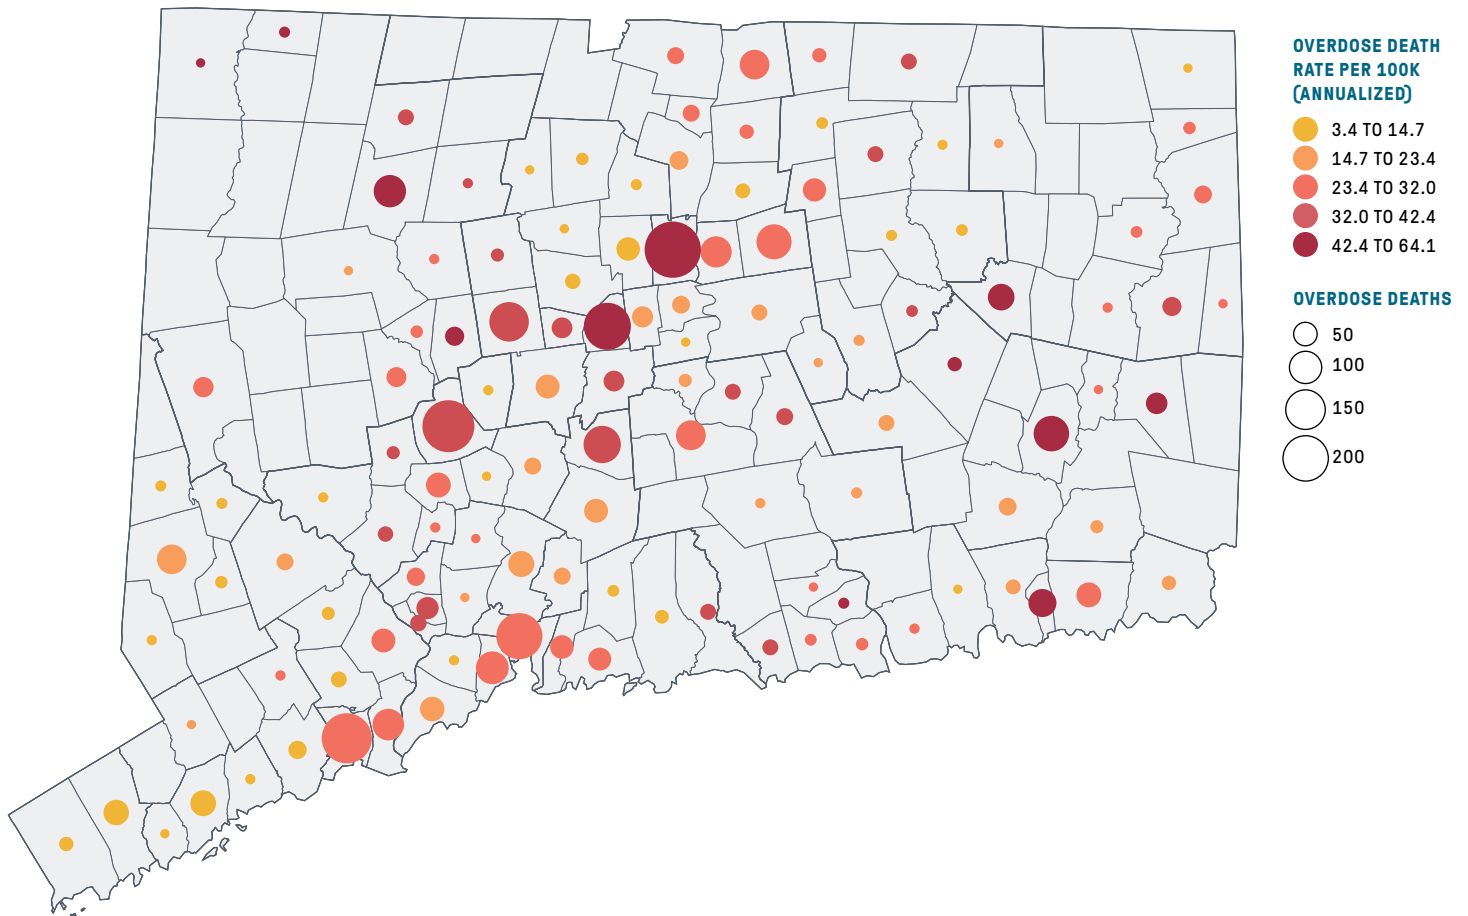 OVERDOSE DEATH
RATE PER 100K
(ANNUALIZED)
3.4 TO 14.7
14.7 TO 23.4
23.4 TO 32.0
32.0 TO 42.4
42.4 TO 64.1
OVERDOSE DEATHS
50
100
150
200